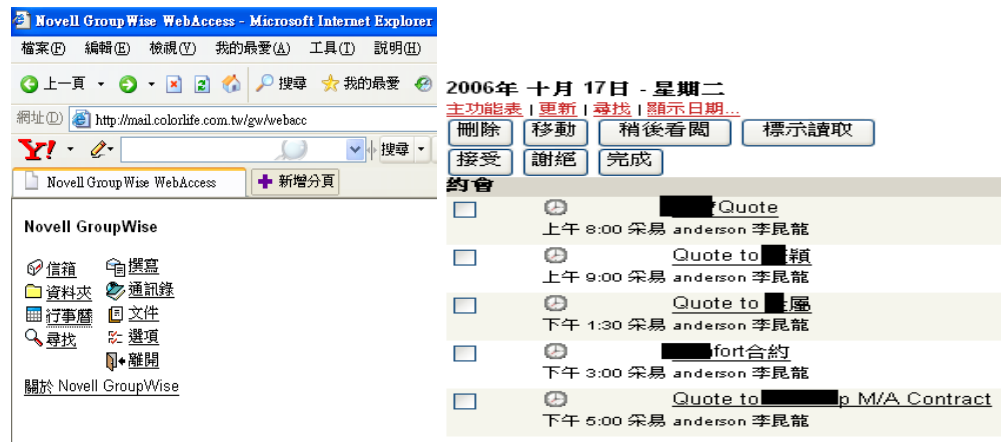 Novell GroupWise WebAccess - Microsoft Internet Explorer
檔案(F) 編輯(E) 檢視(V) 我的最愛(A) 工具(T) 說明(H)
上一頁 搜尋 我的最愛
網址(D) http://mail.colorlife.com.tw/gw/webacc
Y! 搜尋
Novell GroupWise WebAccess 新增分頁
Novell GroupWise
信箱 撰寫
資料夾 通訊錄
行事曆 文件
尋找 選項
離開
關於 Novell GroupWise
2006年 十月 17日 - 星期二
主功能表 | 更新 | 尋找 | 顯示日期...
刪除 移動 稍後看閱 標示讀取
接受 謝絕 完成
約會
Quote
上午 8:00 采易 anderson 李昆龍
Quote to 穎
上午 9:00 采易 anderson 李昆龍
Quote to 屬
下午 1:30 采易 anderson 李昆龍
fort合約
下午 3:00 采易 anderson 李昆龍
Quote to p M/A Contract
下午 5:00 采易 anderson 李昆龍